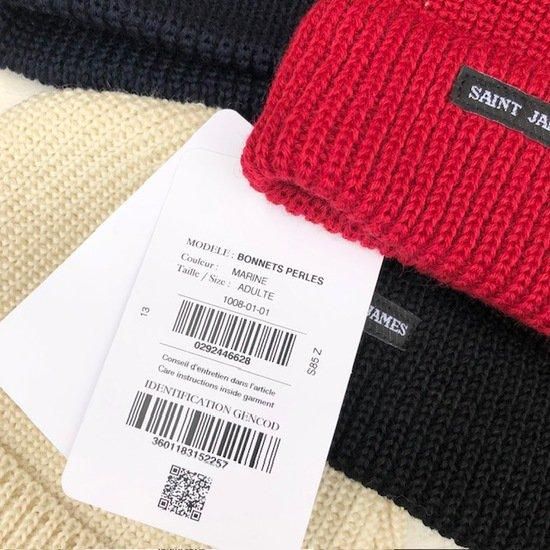 SAINT JA
JAMES
MODELE : BONNETS PERLES
Couleur : MARINE
Taille / Size : ADULTE
1008-01-01
13
0292446628
S85 Z
Conseil d'entretien dans l'article
Care instructions inside garment
IDENTIFICATION GENCOD
3601183152257